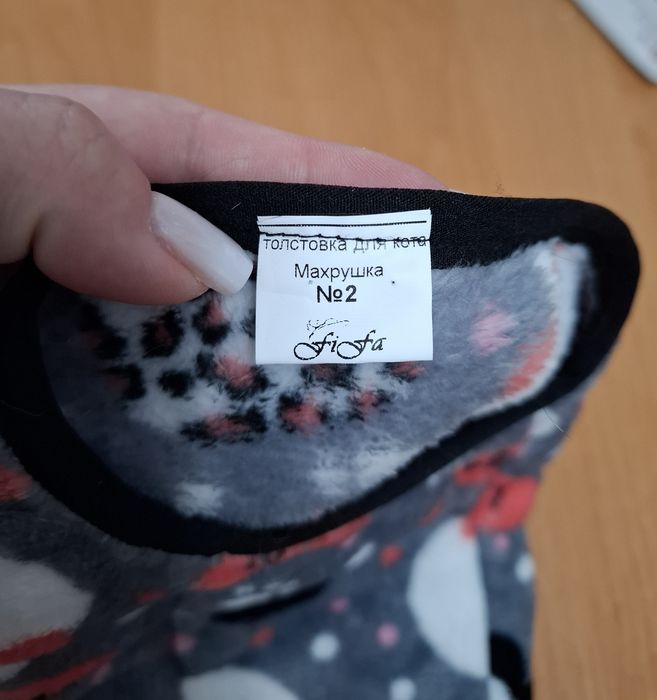 толстовка для кота
Махрушка
№2
FiFa